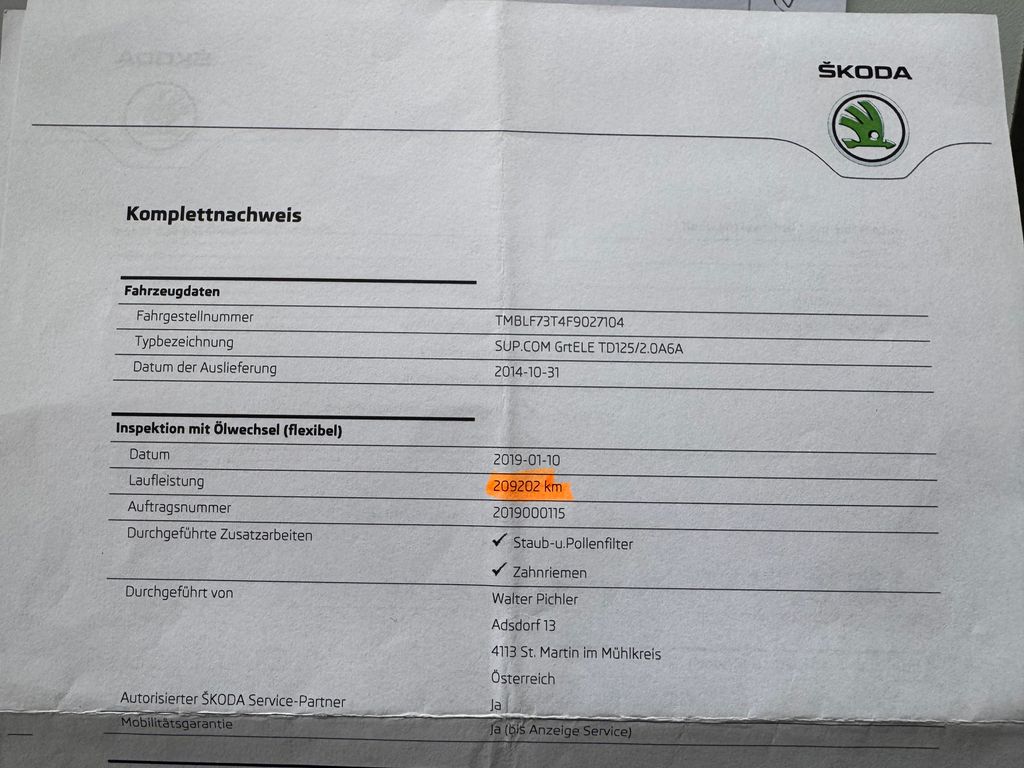 ŠKODA
Komplettnachweis
Fahrzeugdaten
Fahrgestellnummer TMBLF73T4F9027104
Typbezeichnung SUP.COM GrtELE TD125/2.0A6A
Datum der Auslieferung 2014-10-31
Inspektion mit Ölwechsel (flexibel)
Datum 2019-01-10
Laufleistung 209202 km
Auftragsnummer 2019000115
Durchgeführte Zusatzarbeiten ✓ Staub-u.Pollenfilter
✓ Zahnriemen
Durchgeführt von Walter Pichler
Adsdorf 13
4113 St. Martin im Mühlkreis
Österreich
Autorisierter ŠKODA Service-Partner Ja
Mobilitätsgarantie Ja (bis Anzeige Service)